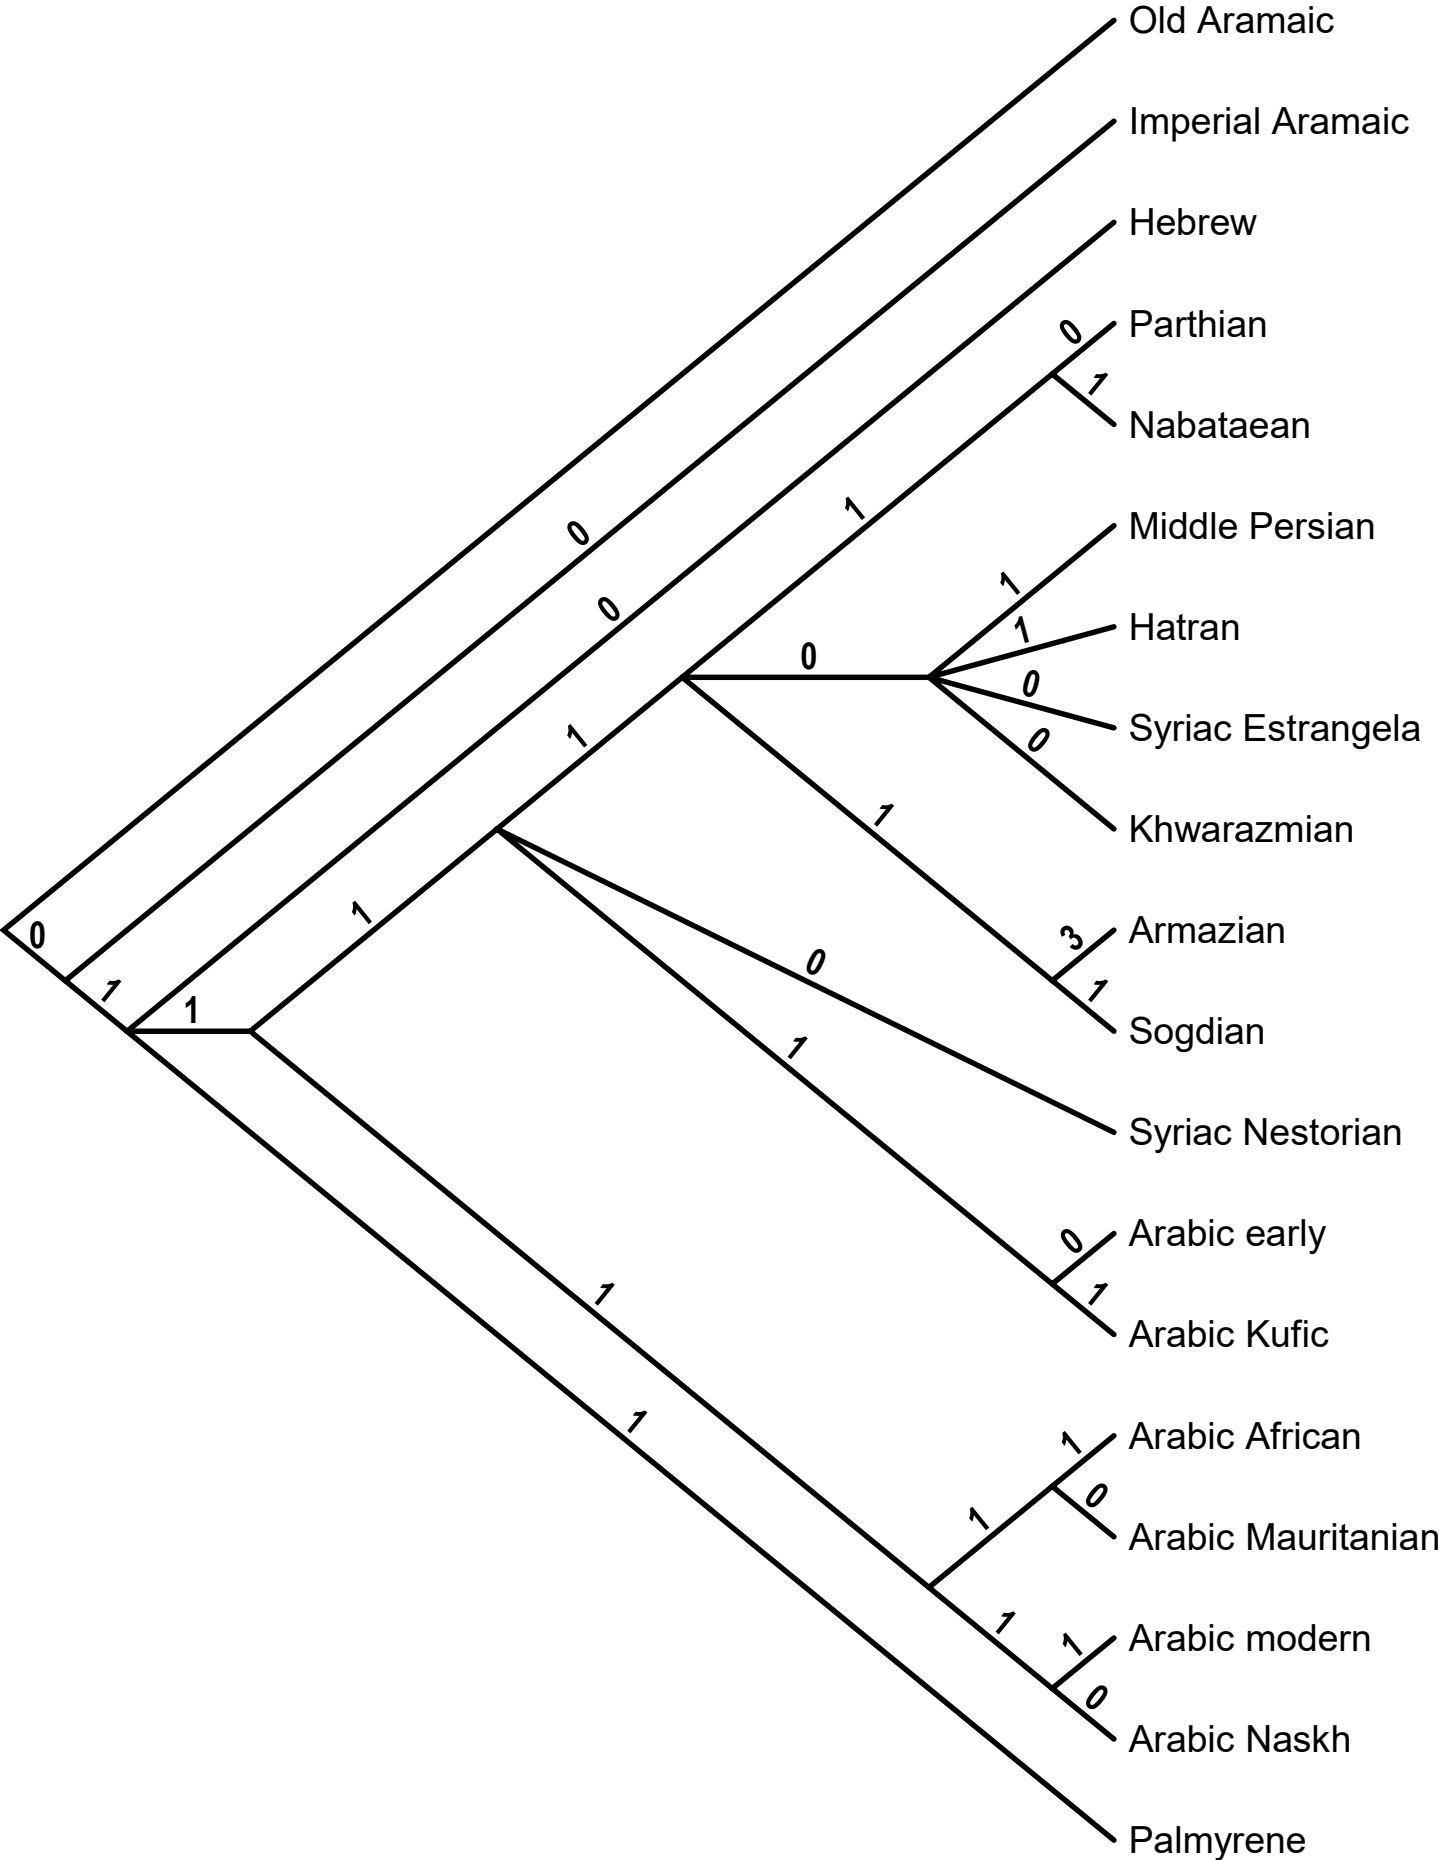 Old Aramaic
Imperial Aramaic
Hebrew
0
Parthian
1
Nabataean
1
0
Middle Persian
1
0
1
Hatran
0
0
Syriac Estrangela
1
0
Khwarazmian
1
1
0
3
Armazian
0
1
1
1
Sogdian
1
Syriac Nestorian
0
Arabic early
1
1
Arabic Kufic
1
1
Arabic African
0
1
Arabic Mauritanian
1
1
Arabic modern
0
Arabic Naskh
Palmyrene